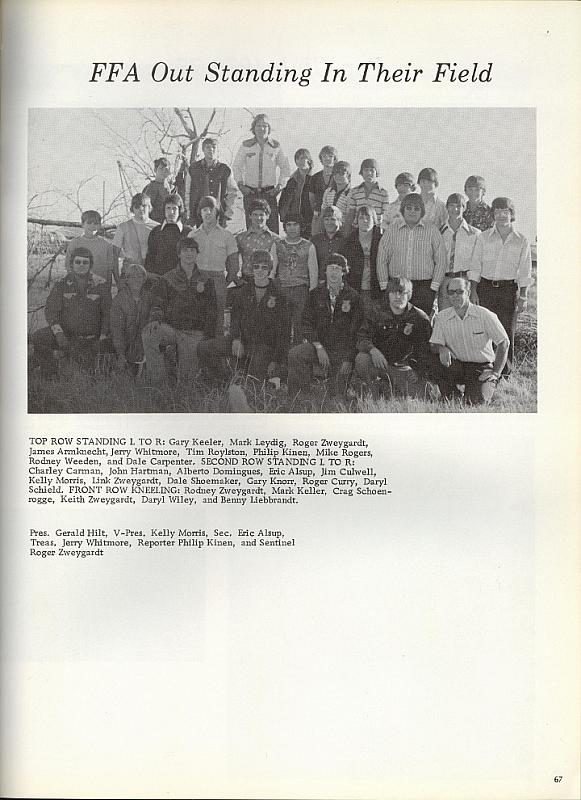 FFA Out Standing In Their Field
TOP ROW STANDING L TO R: Gary Keeler, Mark Leydig, Roger Zweygardt,
James Armknecht, Jerry Whitmore, Tim Roylston, Philip Kinen, Mike Rogers,
Rodney Weeden, and Dale Carpenter. SECOND ROW STANDING L TO R:
Charley Carman, John Hartman, Alberto Domingues, Eric Alsup, Jim Culwell,
Kelly Morris, Link Zweygardt, Dale Shoemaker, Gary Knorr, Roger Curry, Daryl
Schield. FRONT ROW KNEELING: Rodney Zweygardt, Mark Keller, Crag Schoen-
rogge, Keith Zweygardt, Daryl Wiley, and Benny Liebbrandt.
Pres. Gerald Hilt, V-Pres. Kelly Morris, Sec. Eric Alsup,
Treas. Jerry Whitmore, Reporter Philip Kinen, and Sentinel
Roger Zweygardt
67